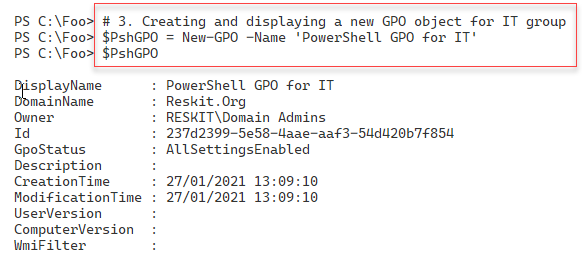 PS C:\Foo> # 3. Creating and displaying a new GPO object for IT group
PS C:\Foo> $PshGPO = New-GPO -Name 'PowerShell GPO for IT'
PS C:\Foo> $PshGPO
DisplayName      : PowerShell GPO for IT
DomainName       : Reskit.Org
Owner            : RESKIT\Domain Admins
Id               : 237d2399-5e58-4aae-aaf3-54d420b7f854
GpoStatus        : AllSettingsEnabled
Description      :
CreationTime     : 27/01/2021 13:09:10
ModificationTime : 27/01/2021 13:09:10
UserVersion      :
ComputerVersion  :
WmiFilter        :